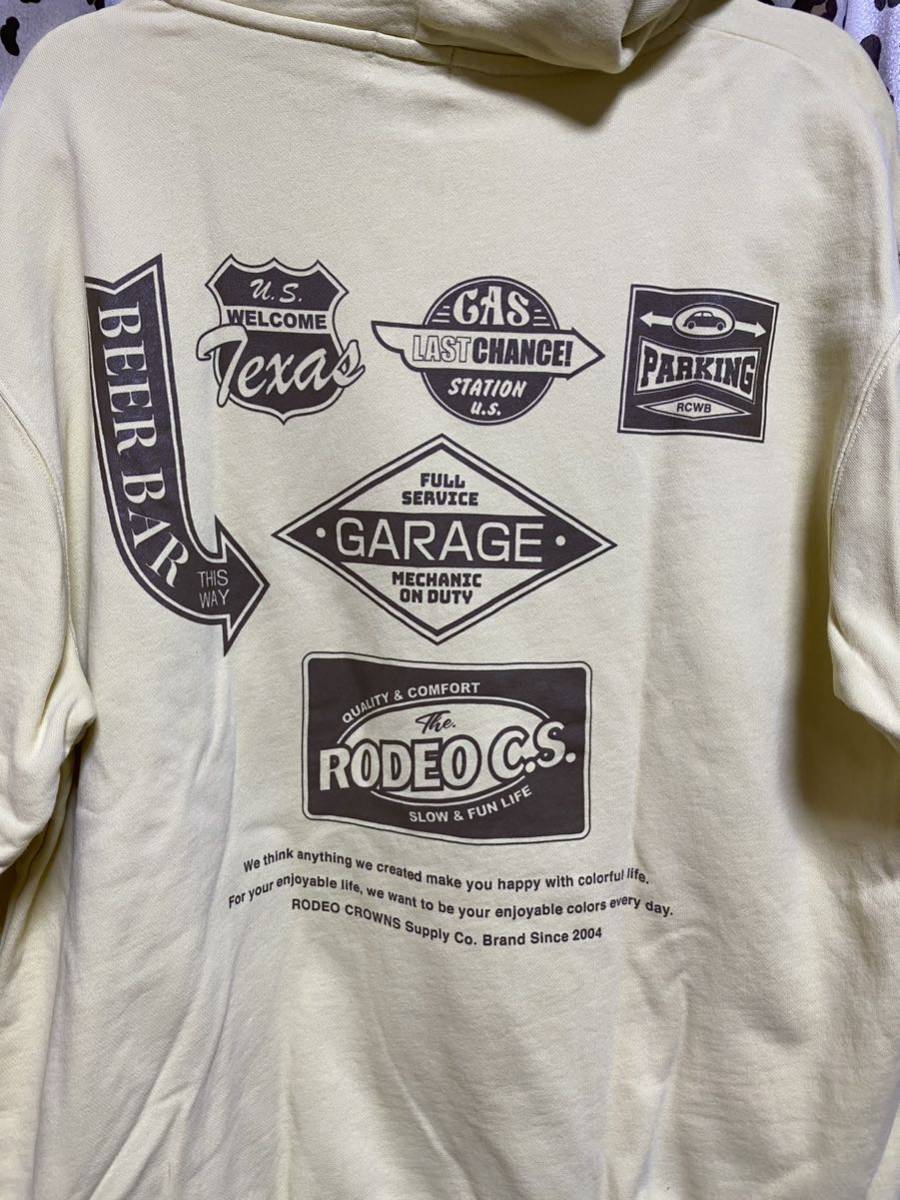 BEER BAR
THIS
WAY
U.S.
WELCOME
Texas
GAS
LAST CHANCE!
STATION
U.S.
PARKING
RCWB
FULL
SERVICE
GARAGE
MECHANIC
ON DUTY
QUALITY & COMFORT
The.
RODEO C.S.
SLOW & FUN LIFE
We think anything we created make you happy with colorful life.
For your enjoyable life, we want to be your enjoyable colors every day.
RODEO CROWNS Supply Co. Brand Since 2004